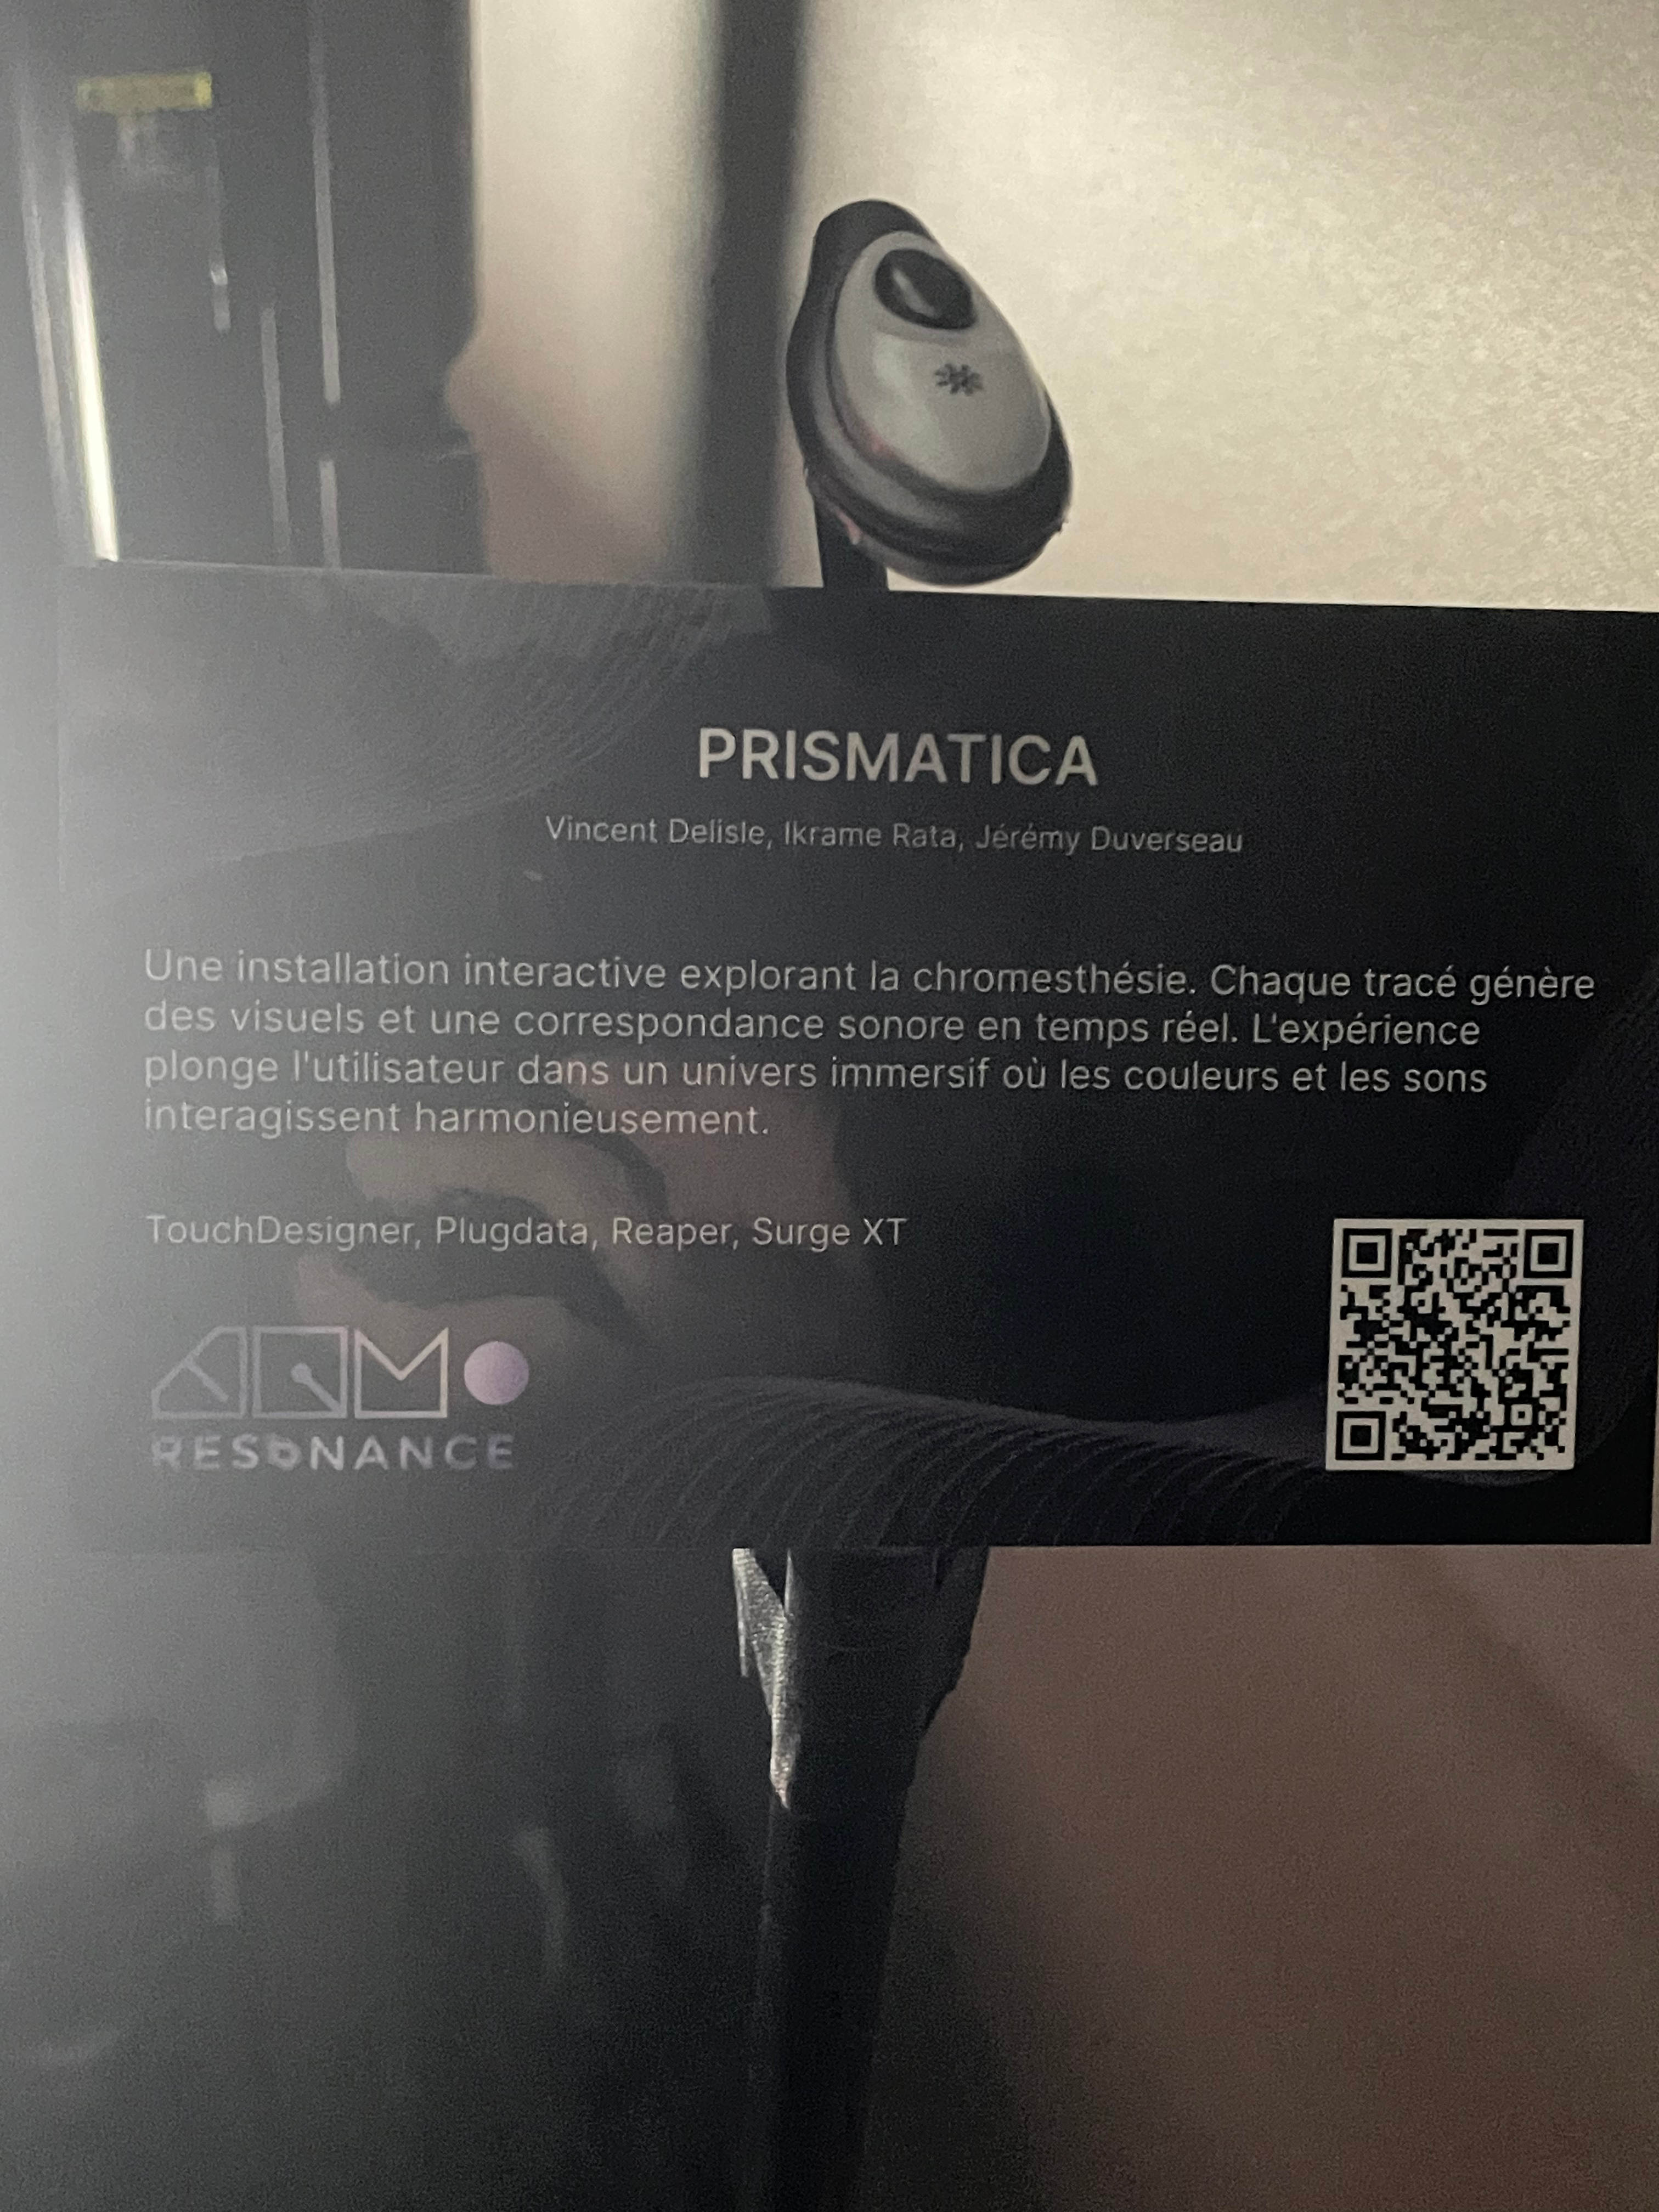 PRISMATICA
Vincent Delisle, Ikrame Rata, Jérémy Duverseau
Une installation interactive explorant la chromesthésie. Chaque tracé génère
des visuels et une correspondance sonore en temps réel. L'expérience
plonge l'utilisateur dans un univers immersif où les couleurs et les sons
interagissent harmonieusement.
TouchDesigner, Plugdata, Reaper, Surge XT
RESONANCE